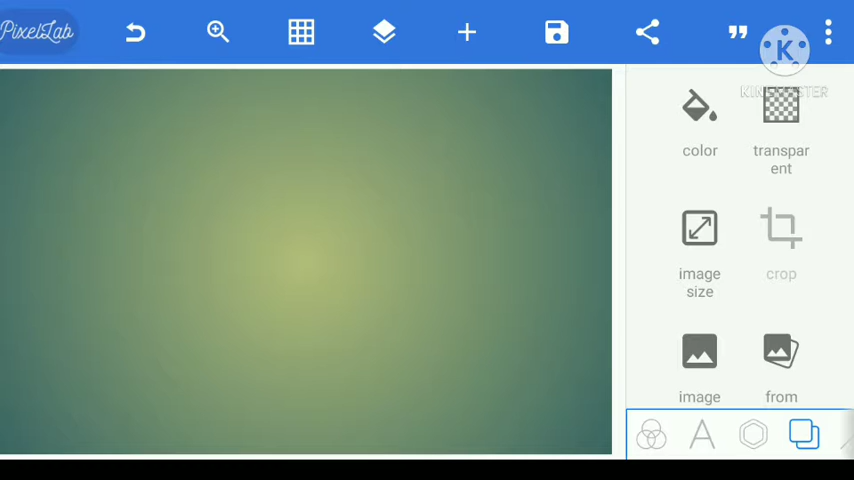 PixelLab
K
KINEMASTER
color
transpar
ent
image
size
crop
image
from